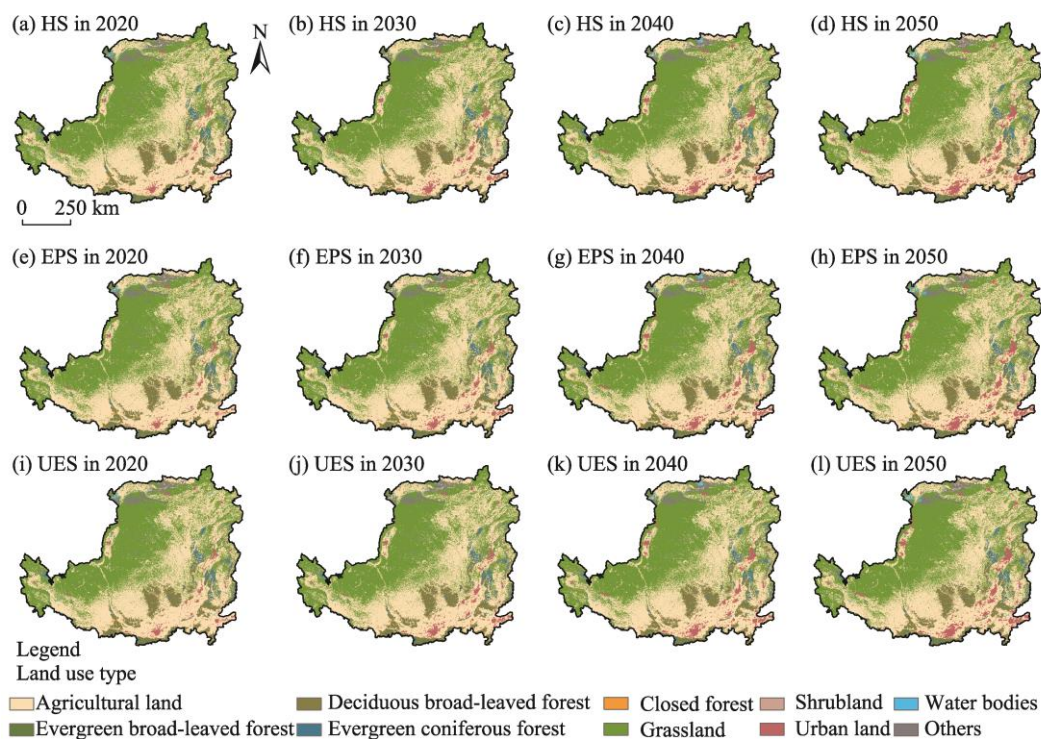 (a) HS in 2020
N
(b) HS in 2030
(c) HS in 2040
(d) HS in 2050
0 250 km
(e) EPS in 2020
(f) EPS in 2030
(g) EPS in 2040
(h) EPS in 2050
(i) UES in 2020
(j) UES in 2030
(k) UES in 2040
(l) UES in 2050
Legend
Land use type
Agricultural land
Deciduous broad-leaved forest
Closed forest
Shrubland
Water bodies
Evergreen broad-leaved forest
Evergreen coniferous forest
Grassland
Urban land
Others